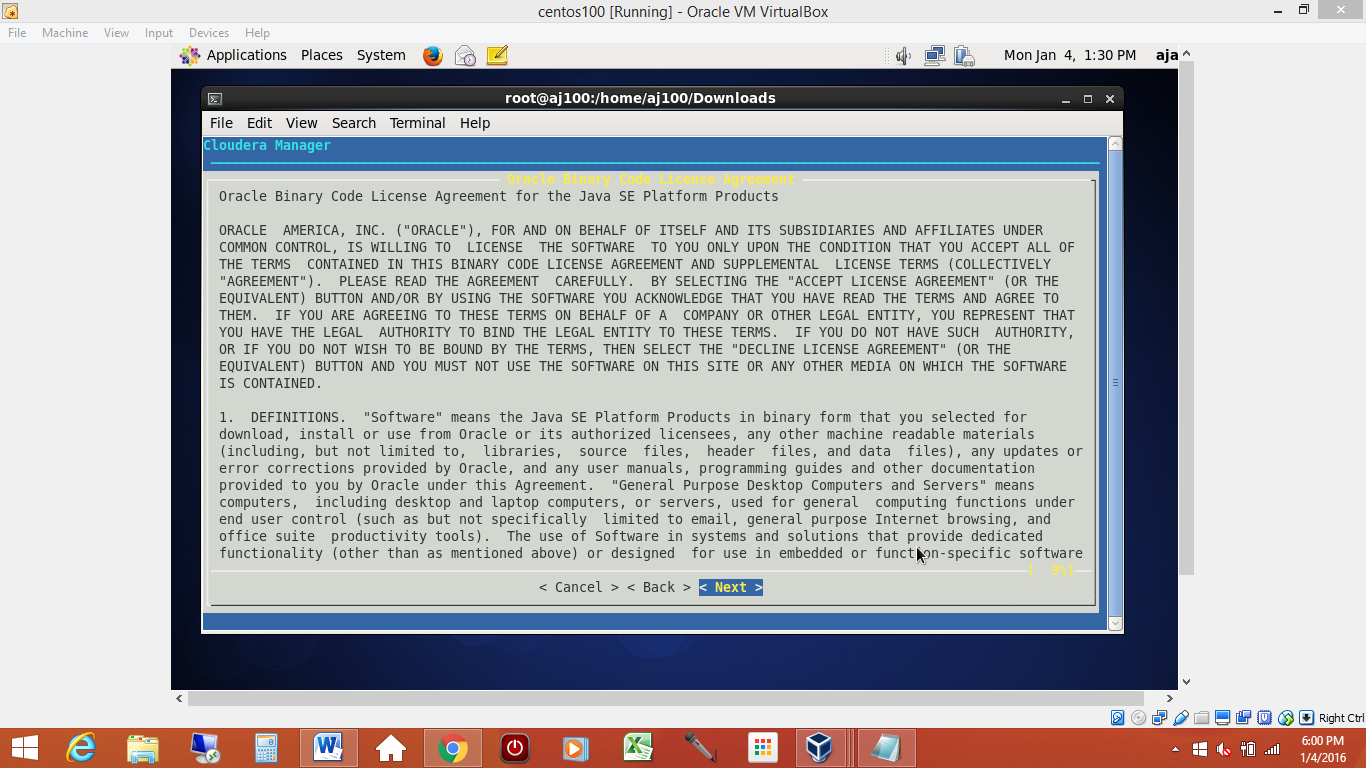 centos100 [Running] - Oracle VM VirtualBox
File Machine View Input Devices Help
Applications Places System Mon Jan 4, 1:30 PM aja
root@aj100:/home/aj100/Downloads
File Edit View Search Terminal Help
Cloudera Manager
Oracle Binary Code License Agreement
Oracle Binary Code License Agreement for the Java SE Platform Products
ORACLE  AMERICA, INC. ("ORACLE"), FOR AND ON BEHALF OF ITSELF AND ITS SUBSIDIARIES AND AFFILIATES UNDER
COMMON CONTROL, IS WILLING TO  LICENSE  THE SOFTWARE  TO YOU ONLY UPON THE CONDITION THAT YOU ACCEPT ALL OF
THE TERMS  CONTAINED IN THIS BINARY CODE LICENSE AGREEMENT AND SUPPLEMENTAL  LICENSE TERMS (COLLECTIVELY
"AGREEMENT").  PLEASE READ THE AGREEMENT  CAREFULLY.  BY SELECTING THE "ACCEPT LICENSE AGREEMENT" (OR THE
EQUIVALENT) BUTTON AND/OR BY USING THE SOFTWARE YOU ACKNOWLEDGE THAT YOU HAVE READ THE TERMS AND AGREE TO
THEM.  IF YOU ARE AGREEING TO THESE TERMS ON BEHALF OF A  COMPANY OR OTHER LEGAL ENTITY, YOU REPRESENT THAT
YOU HAVE THE LEGAL  AUTHORITY TO BIND THE LEGAL ENTITY TO THESE TERMS.  IF YOU DO NOT HAVE SUCH  AUTHORITY,
OR IF YOU DO NOT WISH TO BE BOUND BY THE TERMS, THEN SELECT THE "DECLINE LICENSE AGREEMENT" (OR THE
EQUIVALENT) BUTTON AND YOU MUST NOT USE THE SOFTWARE ON THIS SITE OR ANY OTHER MEDIA ON WHICH THE SOFTWARE
IS CONTAINED.
1.  DEFINITIONS.  "Software" means the Java SE Platform Products in binary form that you selected for
download, install or use from Oracle or its authorized licensees, any other machine readable materials
(including, but not limited to,  libraries,  source  files,  header  files, and data  files), any updates or
error corrections provided by Oracle, and any user manuals, programming guides and other documentation
provided to you by Oracle under this Agreement.  "General Purpose Desktop Computers and Servers" means
computers,  including desktop and laptop computers, or servers, used for general  computing functions under
end user control (such as but not specifically  limited to email, general purpose Internet browsing, and
office suite  productivity tools).  The use of Software in systems and solutions that provide dedicated
functionality (other than as mentioned above) or designed  for use in embedded or function-specific software
( 9%)
< Cancel > < Back > < Next >
Right Ctrl
6:00 PM
1/4/2016